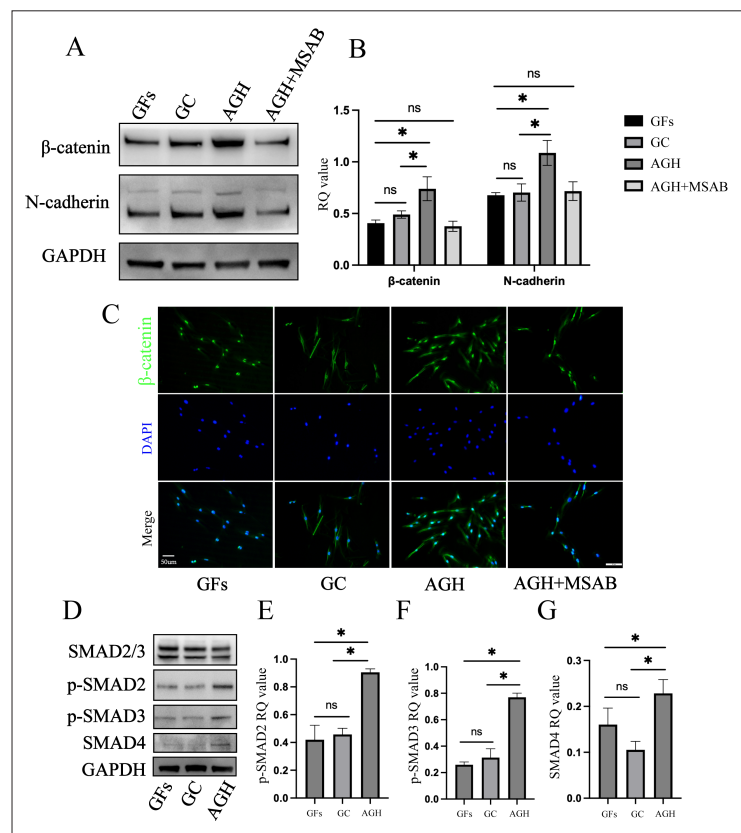 A
GFs
GC
AGH
AGH+MSAB
β-catenin
N-cadherin
GAPDH
B
ns
ns
*
*
*
*
ns
ns
1.5
1.0
0.5
0.0
RQ value
β-catenin
N-cadherin
GFs
GC
AGH
AGH+MSAB
C
β-catenin
DAPI
Merge
50um
GFs
GC
AGH
AGH+MSAB
D
SMAD2/3
p-SMAD2
p-SMAD3
SMAD4
GAPDH
GFs
GC
AGH
E
*
*
ns
1.0
0.8
0.6
0.4
0.2
0.0
p-SMAD2 RQ value
GFs
GC
AGH
F
*
*
ns
1.0
0.8
0.6
0.4
0.2
0.0
p-SMAD3 RQ value
GFs
GC
AGH
G
*
*
ns
0.3
0.2
0.1
0.0
SMAD4 RQ value
GFs
GC
AGH